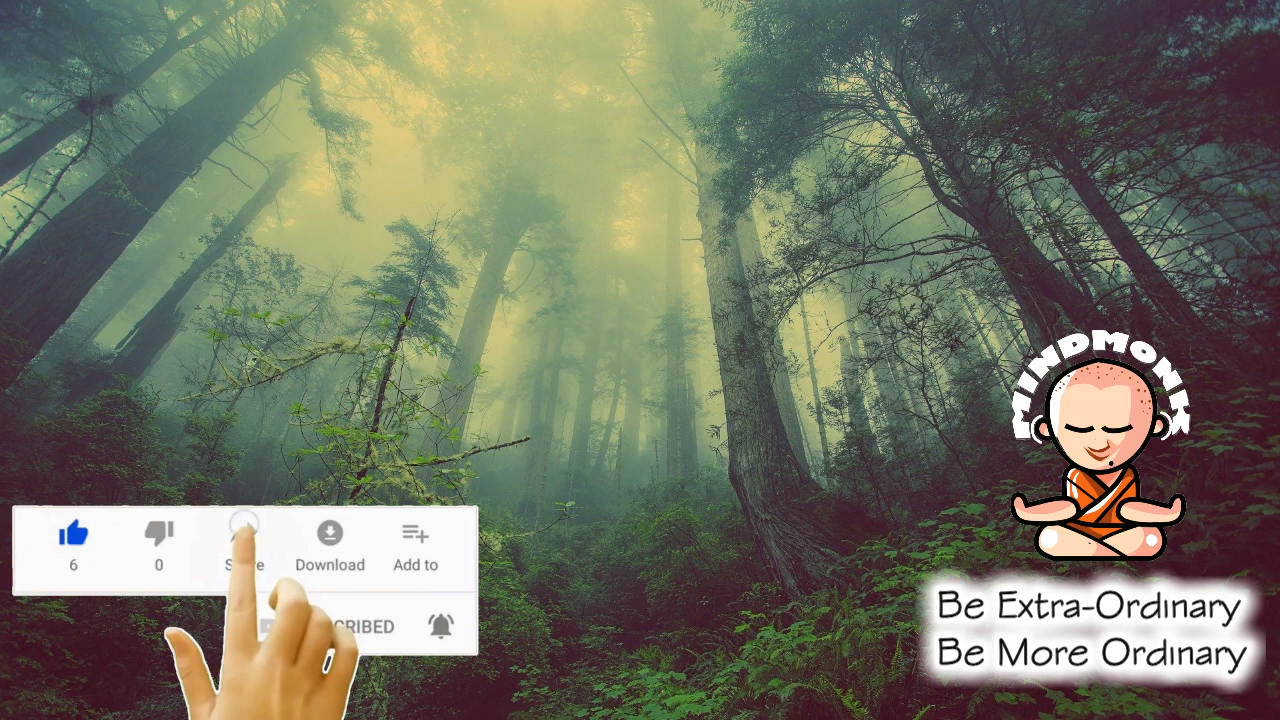 MINDMONK
6
0
Download
Add to
Be Extra-Ordinary
Be More Ordinary